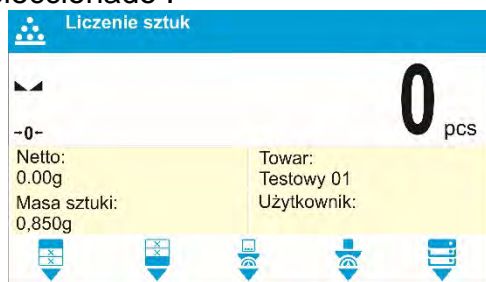 Liczenie sztuk
→0←
0 pcs
Netto:
0.00g
Masa sztuki:
0,850g
Towar:
Testowy 01
Użytkownik: